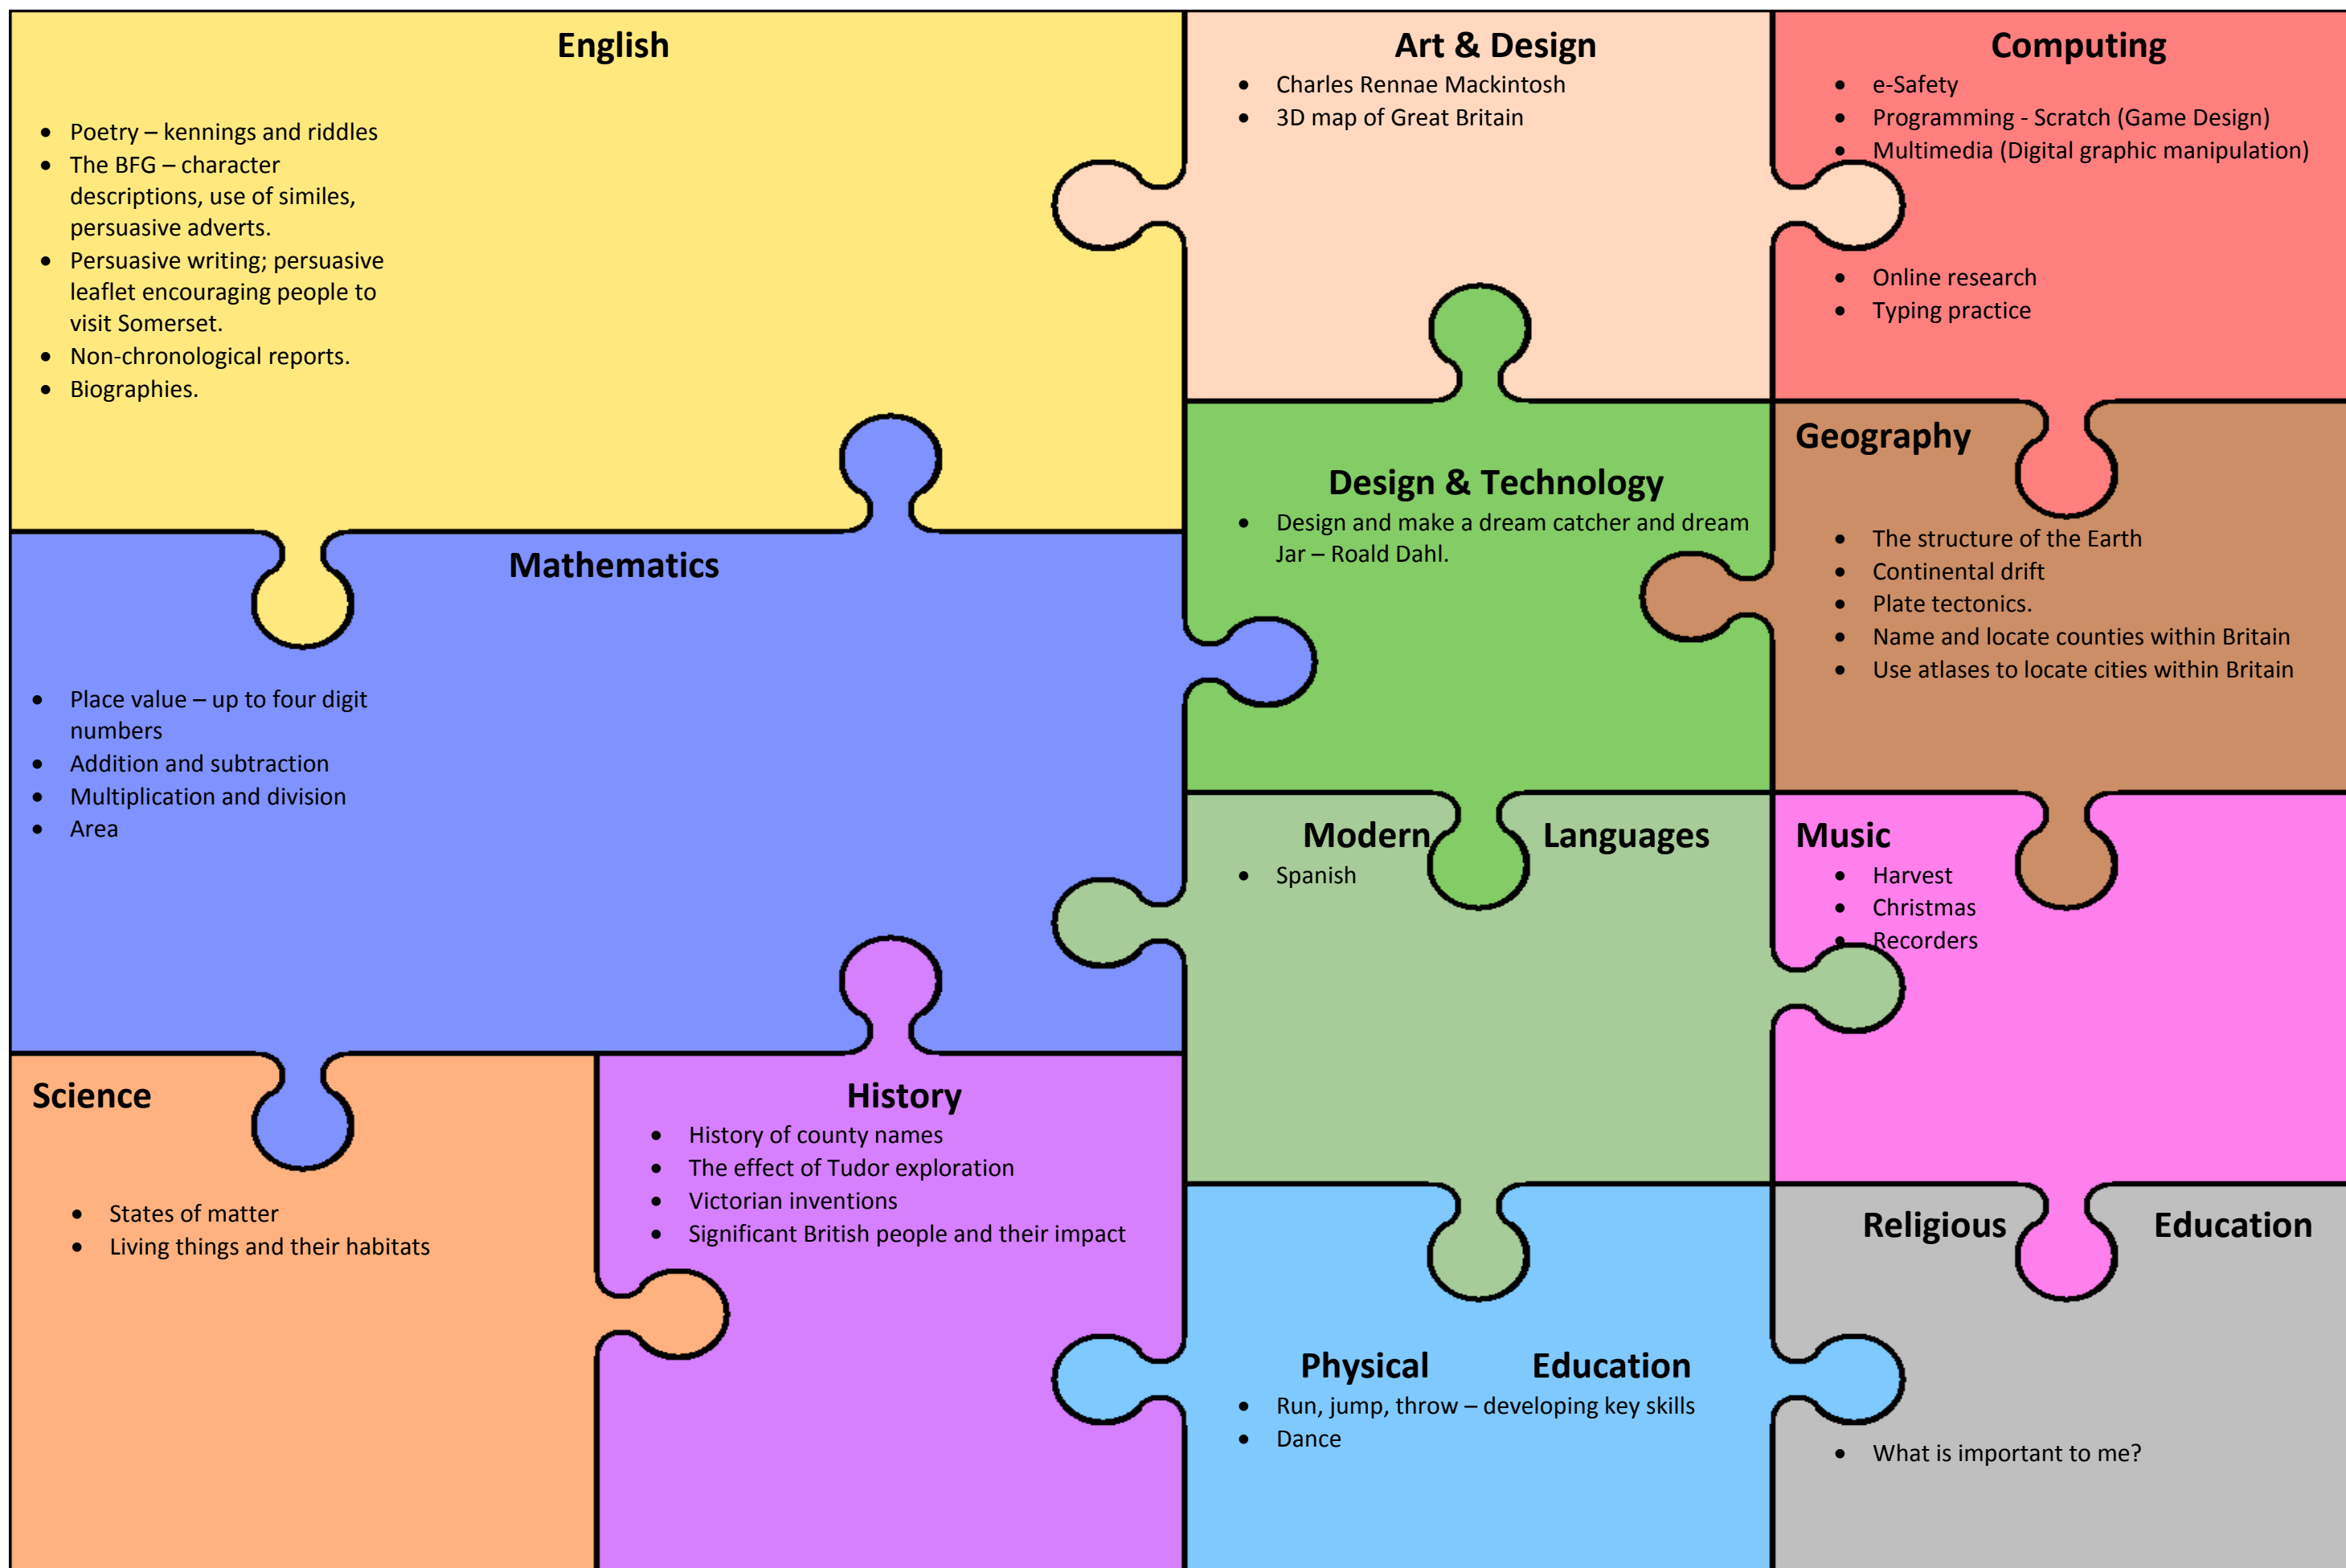 English
• Poetry – kennings and riddles
• The BFG – character
descriptions, use of similes,
persuasive adverts.
• Persuasive writing; persuasive
leaflet encouraging people to
visit Somerset.
• Non-chronological reports.
• Biographies.
Art & Design
• Charles Rennae Mackintosh
• 3D map of Great Britain
Computing
• e-Safety
• Programming - Scratch (Game Design)
• Multimedia (Digital graphic manipulation)
• Online research
• Typing practice
Mathematics
• Place value – up to four digit
numbers
• Addition and subtraction
• Multiplication and division
• Area
Design & Technology
• Design and make a dream catcher and dream
Jar – Roald Dahl.
Geography
• The structure of the Earth
• Continental drift
• Plate tectonics.
• Name and locate counties within Britain
• Use atlases to locate cities within Britain
Modern Languages
• Spanish
Music
• Harvest
• Christmas
• Recorders
Science
• States of matter
• Living things and their habitats
History
• History of county names
• The effect of Tudor exploration
• Victorian inventions
• Significant British people and their impact
Physical Education
• Run, jump, throw – developing key skills
• Dance
Religious Education
• What is important to me?